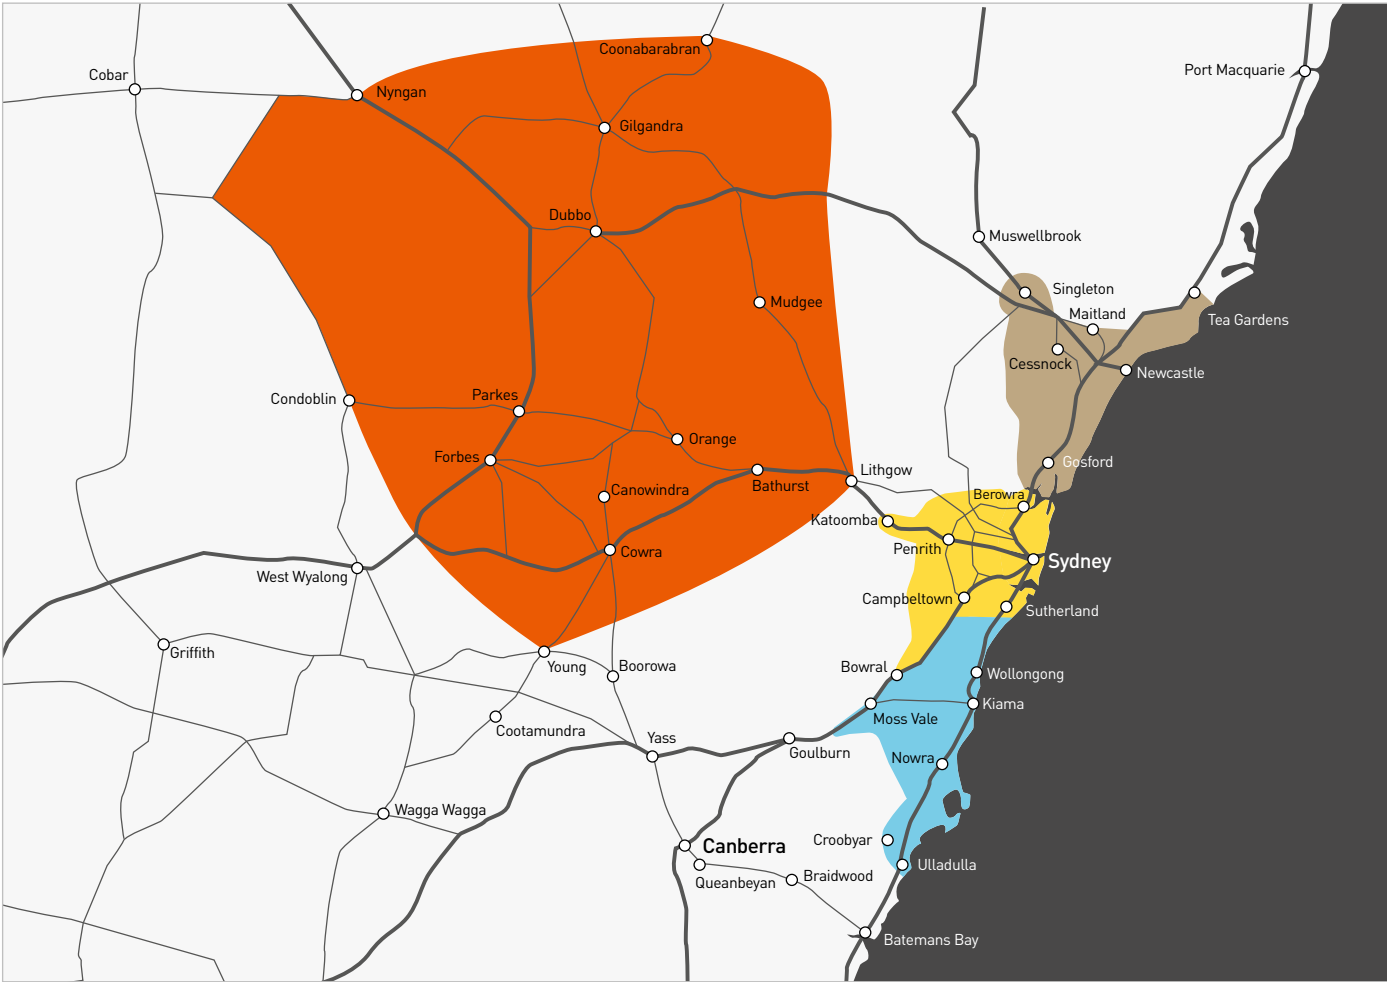 Coonabarabran
Port Macquarie
Cobar
Nyngan
Gilgandra
Dubbo
Muswellbrook
Singleton
Mudgee
Maitland
Tea Gardens
Cessnock
Newcastle
Parkes
Condoblin
Orange
Forbes
Gosford
Lithgow
Bathurst
Canowindra
Berowra
Katoomba
Penrith
Cowra
Sydney
West Wyalong
Campbeltown
Sutherland
Griffith
Young
Boorowa
Bowral
Wollongong
Kiama
Moss Vale
Cootamundra
Yass
Goulburn
Nowra
Wagga Wagga
Croobyar
Canberra
Ulladulla
Braidwood
Queanbeyan
Batemans Bay